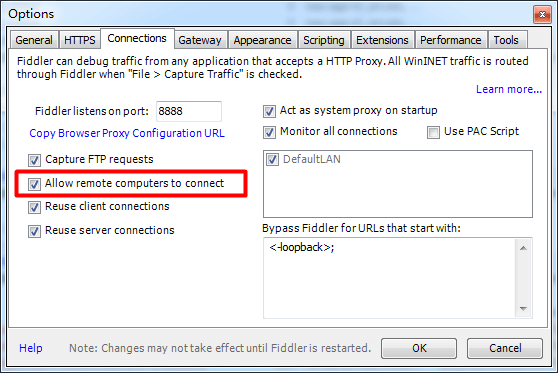 Options
General HTTPS Connections Gateway Appearance Scripting Extensions Performance Tools
Fiddler can debug traffic from any application that accepts a HTTP Proxy. All WinINET traffic is routed
through Fiddler when "File > Capture Traffic" is checked.
Learn more...
Fiddler listens on port: 8888
Copy Browser Proxy Configuration URL
Capture FTP requests
Allow remote computers to connect
Reuse client connections
Reuse server connections
Act as system proxy on startup
Monitor all connections Use PAC Script
DefaultLAN
Bypass Fiddler for URLs that start with:
<-loopback>;
Help Note: Changes may not take effect until Fiddler is restarted. OK Cancel